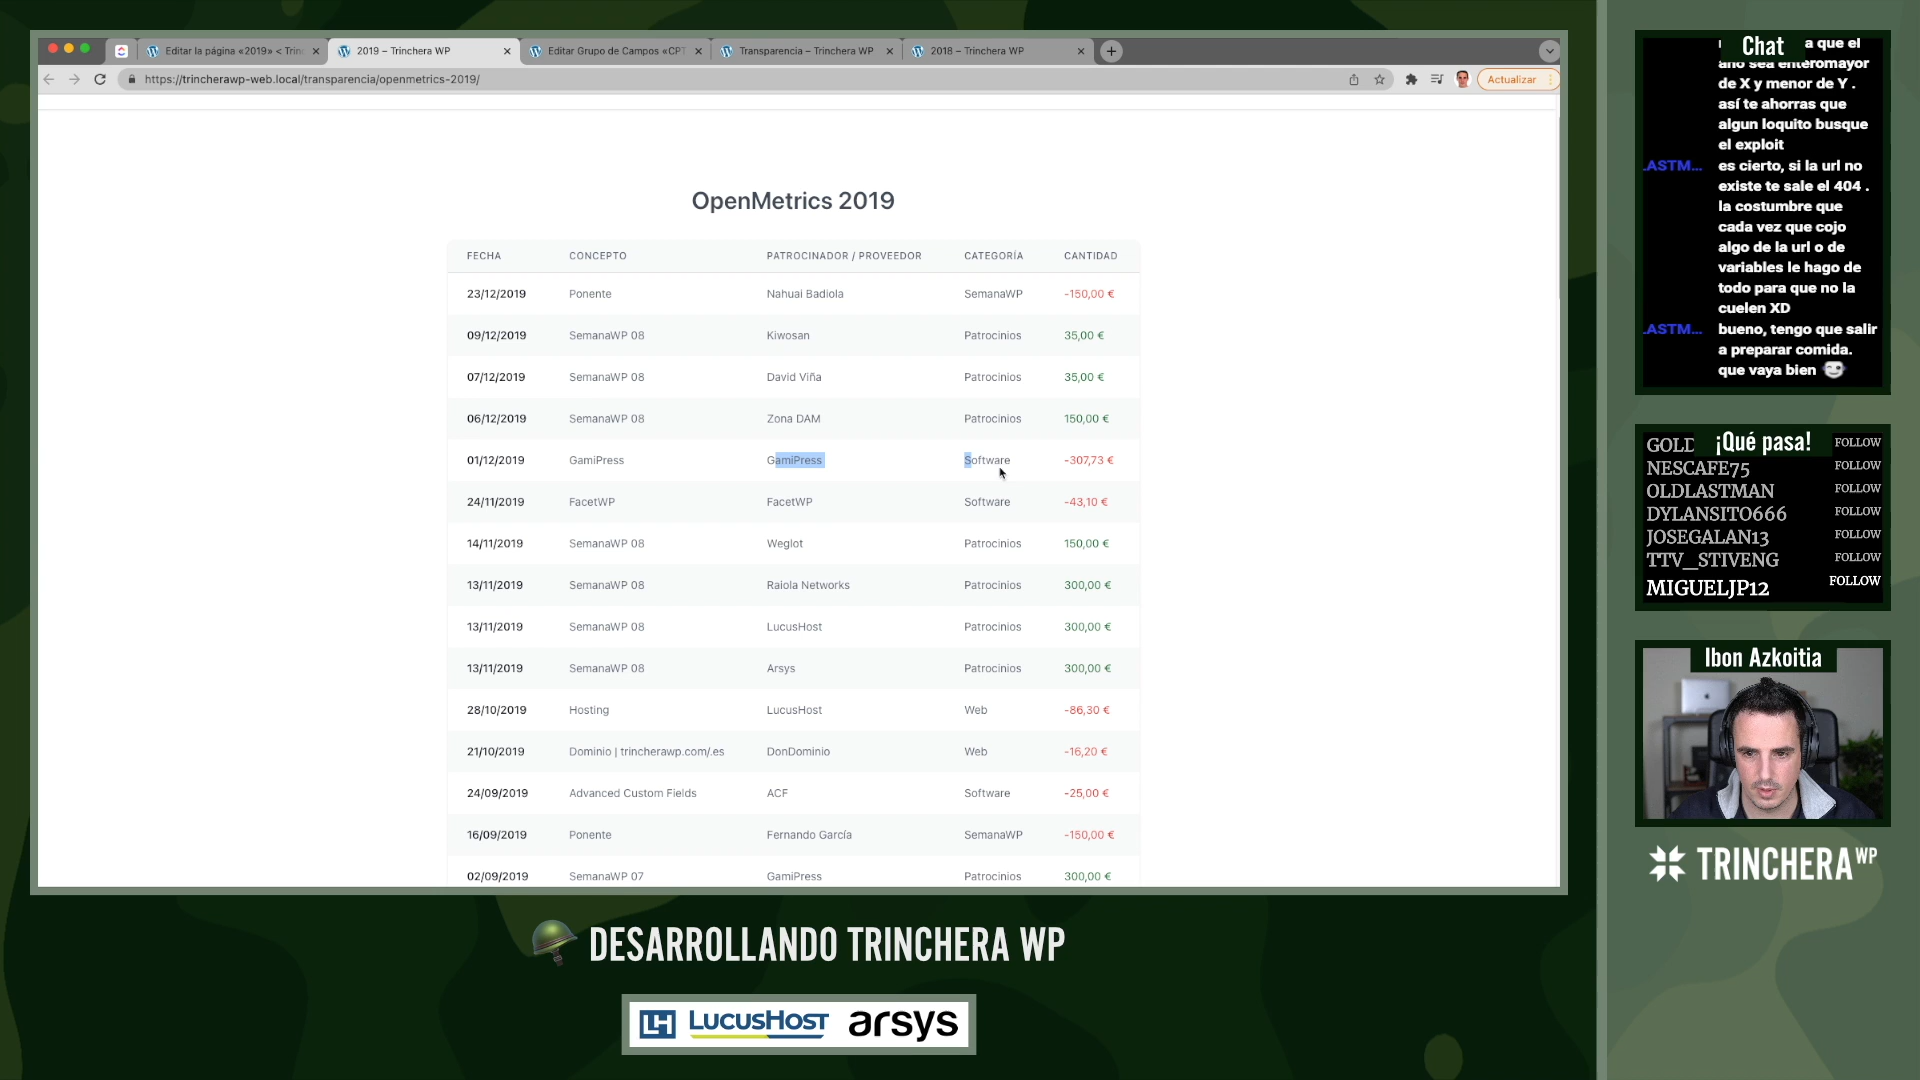 Editar la página «2019» < Trin
2019 – Trinchera WP
Editar Grupo de Campos «CPT
Transparencia – Trinchera WP
2018 – Trinchera WP
https://trincherawp-web.local/transparencia/openmetrics-2019/
Actualizar
OpenMetrics 2019
FECHA CONCEPTO PATROCINADOR / PROVEEDOR CATEGORÍA CANTIDAD
23/12/2019 Ponente Nahuai Badiola SemanaWP -150,00 €
09/12/2019 SemanaWP 08 Kiwosan Patrocinios 35,00 €
07/12/2019 SemanaWP 08 David Viña Patrocinios 35,00 €
06/12/2019 SemanaWP 08 Zona DAM Patrocinios 150,00 €
01/12/2019 GamiPress GamiPress Software -307,73 €
24/11/2019 FacetWP FacetWP Software -43,10 €
14/11/2019 SemanaWP 08 Weglot Patrocinios 150,00 €
13/11/2019 SemanaWP 08 Raiola Networks Patrocinios 300,00 €
13/11/2019 SemanaWP 08 LucusHost Patrocinios 300,00 €
13/11/2019 SemanaWP 08 Arsys Patrocinios 300,00 €
28/10/2019 Hosting LucusHost Web -86,30 €
21/10/2019 Dominio | trincherawp.com/.es DonDominio Web -16,20 €
24/09/2019 Advanced Custom Fields ACF Software -25,00 €
16/09/2019 Ponente Fernando García SemanaWP -150,00 €
02/09/2019 SemanaWP 07 GamiPress Patrocinios 300,00 €
DESARROLLANDO TRINCHERA WP
LH LUCUSHOST arsys
Chat
a que el
año sea enteromayor
de X y menor de Y .
así te ahorras que
algun loquito busque
el exploit
.ASTM... es cierto, si la url no
existe te sale el 404 .
la costumbre que
cada vez que cojo
algo de la url o de
variables le hago de
todo para que no la
cuelen XD
.ASTM... bueno, tengo que salir
a preparar comida.
que vaya bien
¡Qué pasa!
GOLD FOLLOW
NESCAFE75 FOLLOW
OLDLASTMAN FOLLOW
DYLANSITO666 FOLLOW
JOSEGALAN13 FOLLOW
TTV_STIVENG FOLLOW
MIGUELJP12 FOLLOW
Ibon Azkoitia
TRINCHERA WP